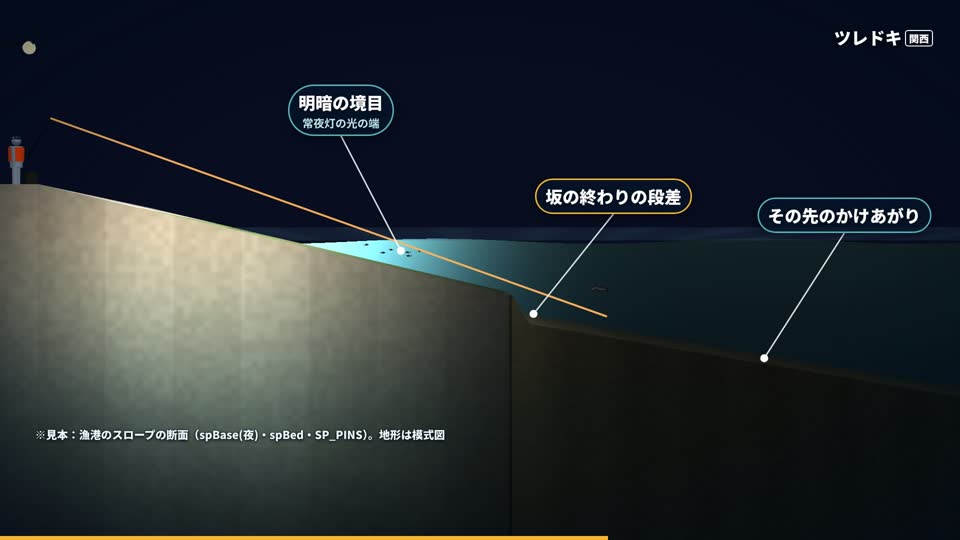 ツレドキ 関西
明暗の境目
常夜灯の光の端
坂の終わりの段差
その先のかけあがり
※見本：漁港のスロープの断面（spBase(夜)・spBed・SP_PINS）。地形は模式図